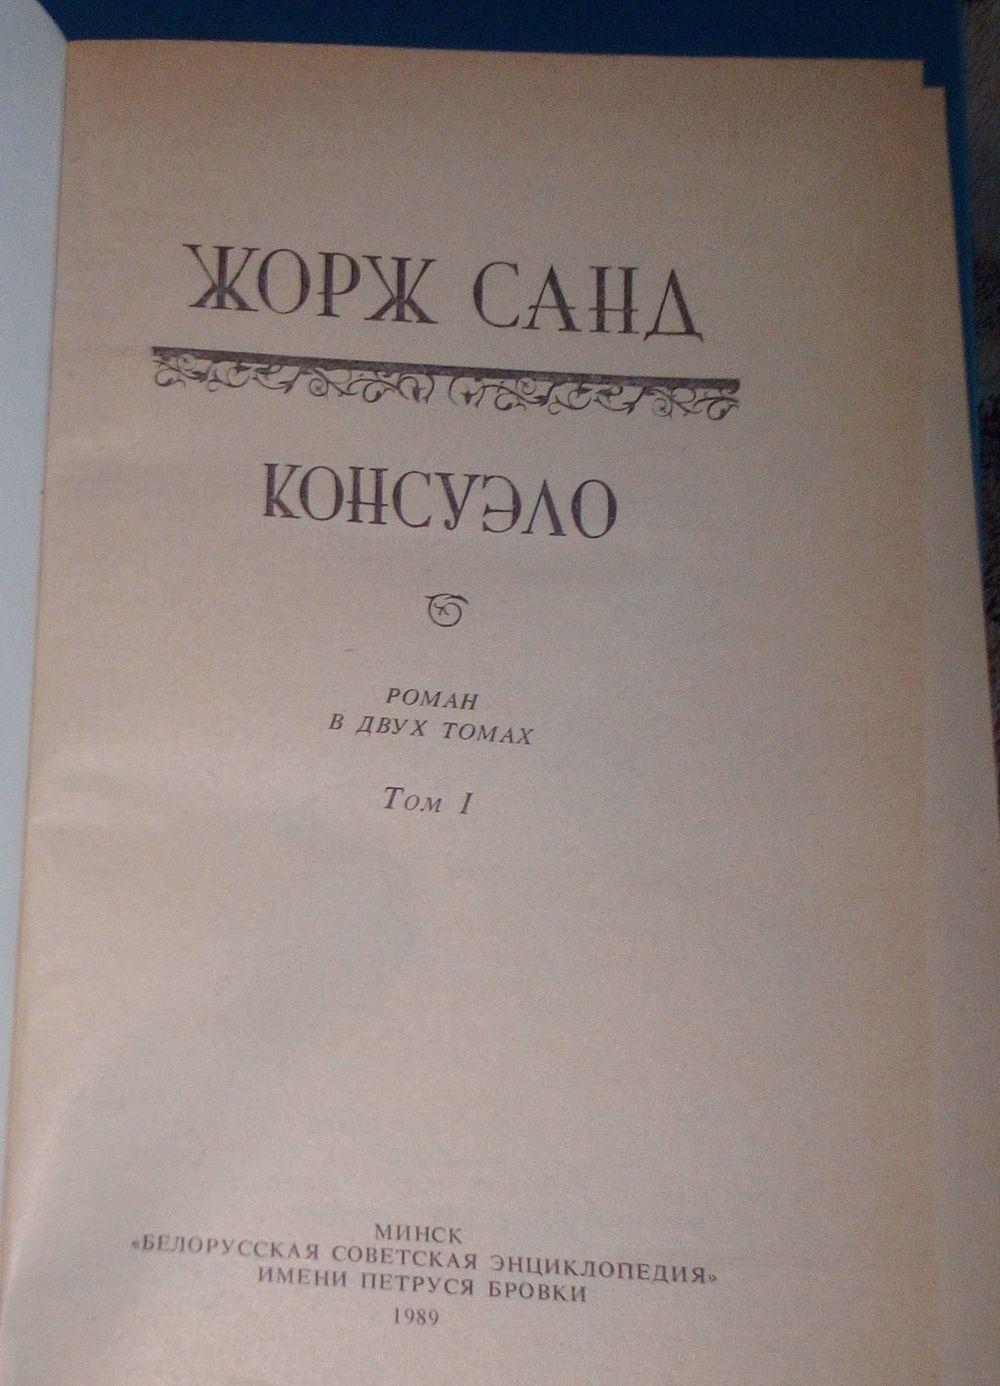 ЖОРЖ САНД
КОНСУЭЛО
РОМАН
В ДВУХ ТОМАХ
Том I
МИНСК
«БЕЛОРУССКАЯ СОВЕТСКАЯ ЭНЦИКЛОПЕДИЯ»
ИМЕНИ ПЕТРУСЯ БРОВКИ
1989